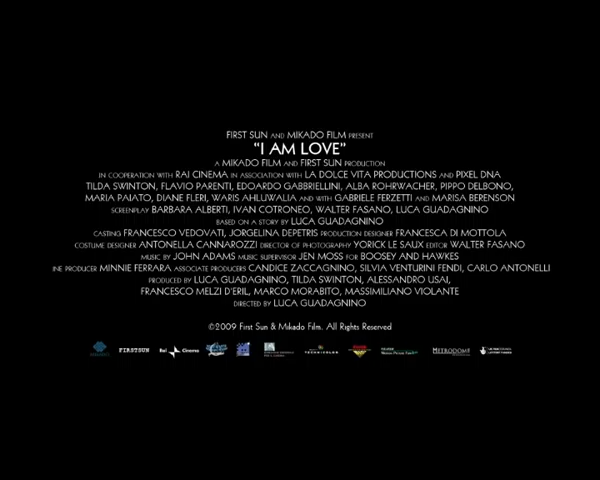 FIRST SUN AND MIKADO FILM PRESENT
"I AM LOVE"
A MIKADO FILM AND FIRST SUN PRODUCTION
IN COOPERATION WITH RAI CINEMA IN ASSOCIATION WITH LA DOLCE VITA PRODUCTIONS AND PIXEL DNA
TILDA SWINTON, FLAVIO PARENTI, EDOARDO GABBRIELLINI, ALBA ROHRWACHER, PIPPO DELBONO,
MARIA PAIATO, DIANE FLERI, WARIS AHLUWALIA AND WITH GABRIELE FERZETTI AND MARISA BERENSON
SCREENPLAY BARBARA ALBERTI, IVAN COTRONEO, WALTER FASANO, LUCA GUADAGNINO
BASED ON A STORY BY LUCA GUADAGNINO
CASTING FRANCESCO VEDOVATI, JORGELINA DEPETRIS PRODUCTION DESIGNER FRANCESCA DI MOTTOLA
COSTUME DESIGNER ANTONELLA CANNAROZZI DIRECTOR OF PHOTOGRAPHY YORICK LE SAUX EDITOR WALTER FASANO
MUSIC BY JOHN ADAMS MUSIC SUPERVISOR JEN MOSS FOR BOOSEY AND HAWKES
INE PRODUCER MINNIE FERRARA ASSOCIATE PRODUCERS CANDICE ZACCAGNINO, SILVIA VENTURINI FENDI, CARLO ANTONELLI
PRODUCED BY LUCA GUADAGNINO, TILDA SWINTON, ALESSANDRO USAI,
FRANCESCO MELZI D'ERIL, MARCO MORABITO, MASSIMILIANO VIOLANTE
DIRECTED BY LUCA GUADAGNINO
©2009 First Sun & Mikado Film. All Rights Reserved
FIRSTSUN Rai Cinema TECHNICOLOR METRODOME